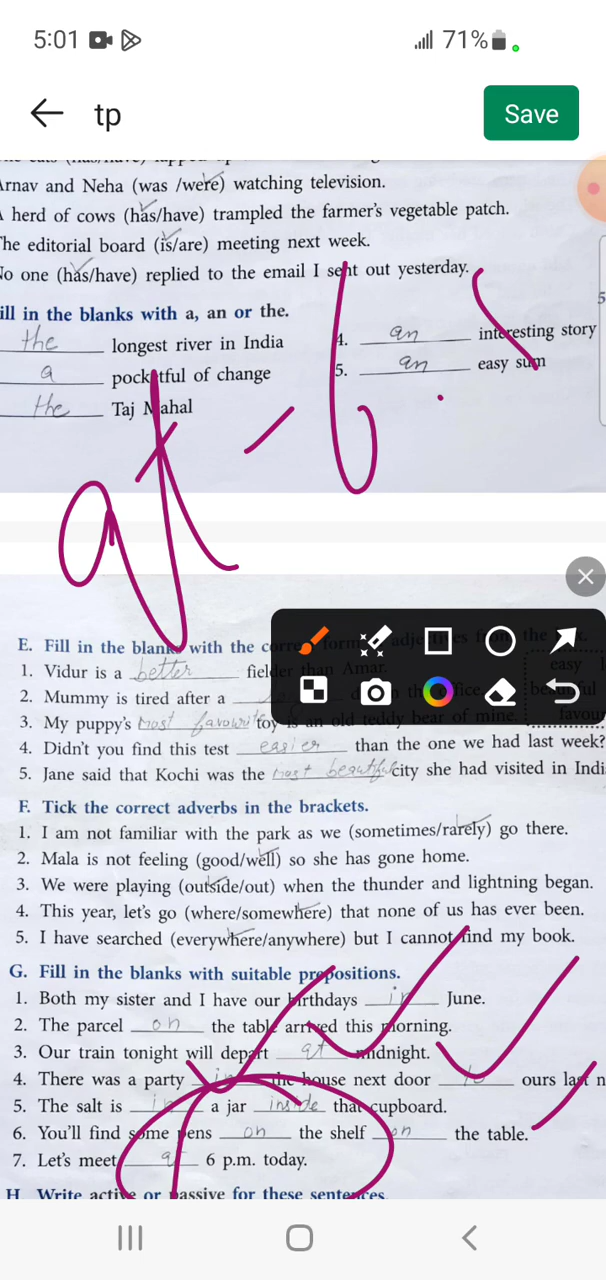 5:01 71%
tp Save
Arnav and Neha (was /were) watching television.
A herd of cows (has/have) trampled the farmer's vegetable patch.
The editorial board (is/are) meeting next week.
No one (has/have) replied to the email I sent out yesterday.
ill in the blanks with a, an or the.
the longest river in India
4. an interesting story
a pocketful of change
5. an easy sum
the Taj Mahal
at - 6.
E. Fill in the blanks with the
1. Vidur is a better fielder than Amar.
2. Mummy is tired after a
3. My puppy's most favourite toy is an old teddy bear of mine.
4. Didn't you find this test easier than the one we had last week?
5. Jane said that Kochi was the most beautiful city she had visited in Indi
F. Tick the correct adverbs in the brackets.
1. I am not familiar with the park as we (sometimes/rarely) go there.
2. Mala is not feeling (good/well) so she has gone home.
3. We were playing (outside/out) when the thunder and lightning began.
4. This year, let's go (where/somewhere) that none of us has ever been.
5. I have searched (everywhere/anywhere) but I cannot find my book.
G. Fill in the blanks with suitable prepositions.
1. Both my sister and I have our birthdays in June.
2. The parcel on the table arrived this morning.
3. Our train tonight will depart at midnight.
4. There was a party in the house next door to ours last n
5. The salt is in a jar inside that cupboard.
6. You'll find some pens on the shelf on the table.
7. Let's meet at 6 p.m. today.
H. Write active or passive for these sentences.